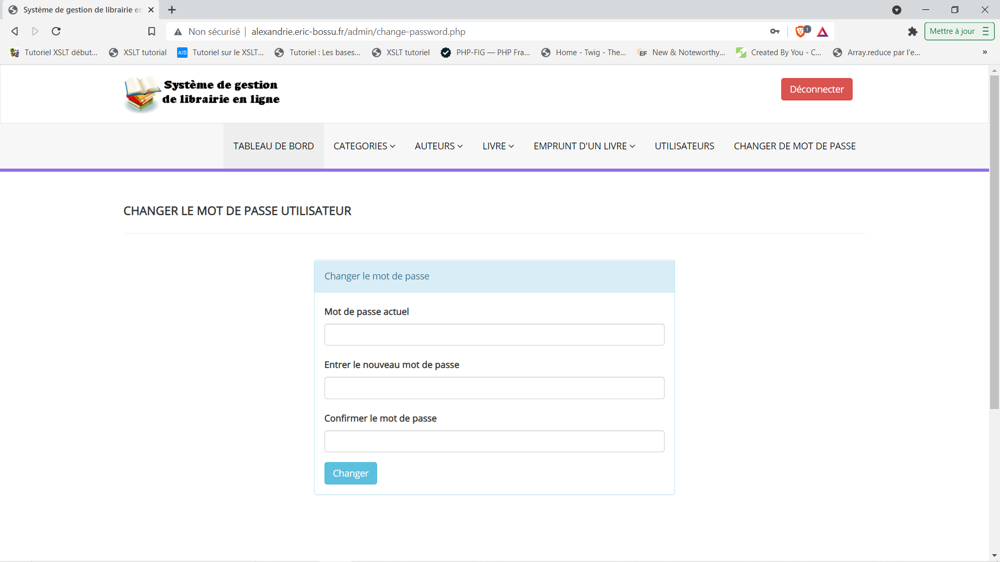 Système de gestion de librairie en
Non sécurisé
alexandrie.eric-bossu.fr/admin/change-password.php
1
Mettre à jour
Tutoriel XSLT début...
XSLT tutorial
AIS
Tutoriel sur le XSLT...
Tutoriel : Les bases...
XSLT tutoriel
PHP-FIG — PHP Fra...
Home - Twig - The...
EF
New & Noteworthy...
Created By You - C...
Array.reduce par l'e...
»
Système de gestion
de librairie en ligne
Déconnecter
TABLEAU DE BORD
CATEGORIES
AUTEURS
LIVRE
EMPRUNT D'UN LIVRE
UTILISATEURS
CHANGER DE MOT DE PASSE
CHANGER LE MOT DE PASSE UTILISATEUR
Changer le mot de passe
Mot de passe actuel
Entrer le nouveau mot de passe
Confirmer le mot de passe
Changer